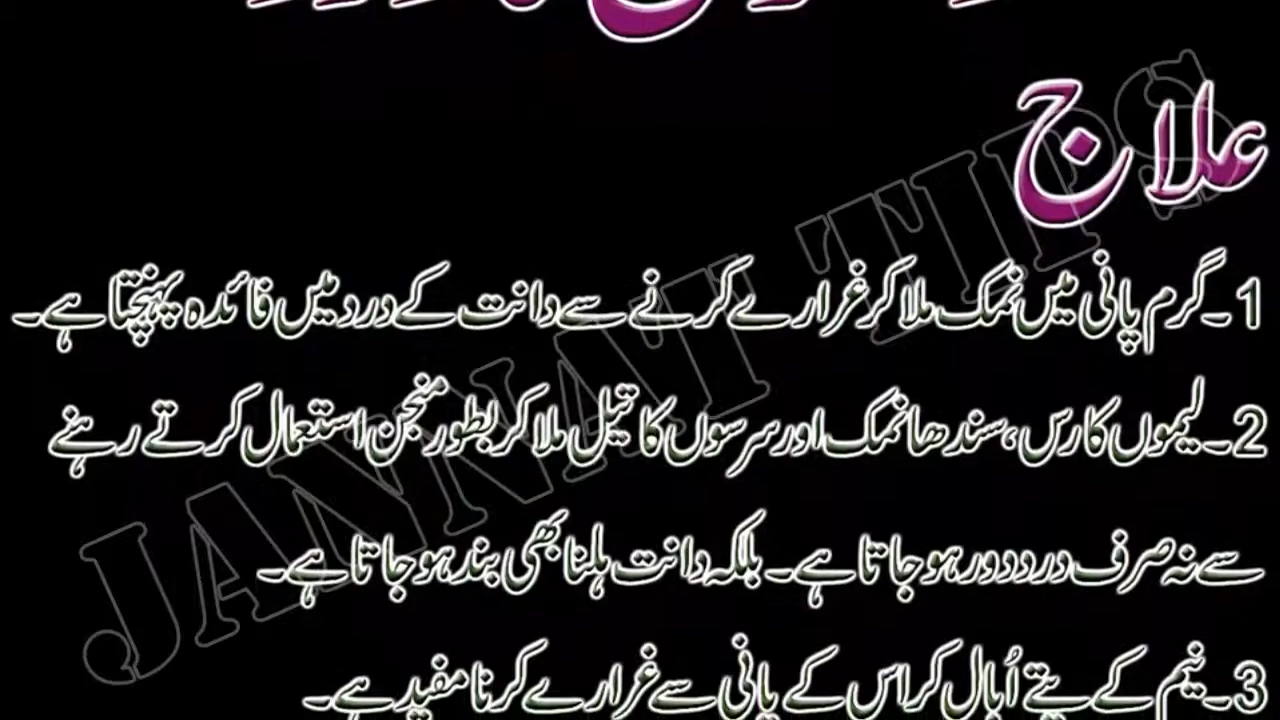 علاج
1۔ گرم پانی میں نمک ملا کر غرارے کرنے سے دانت کے درد میں فائدہ پہنچتا ہے۔
2۔ لیموں کا رس، سندھا نمک اور سرسوں کا تیل ملا کر بطور منجن استعمال کرتے رہنے
سے نہ صرف درد دور ہو جاتا ہے۔ بلکہ دانت ہلنا بھی بند ہو جاتا ہے۔
3۔ نیم کے پتے اُبال کر اس کے پانی سے غرارے کرنا مفید ہے۔
JANNAT TIPS